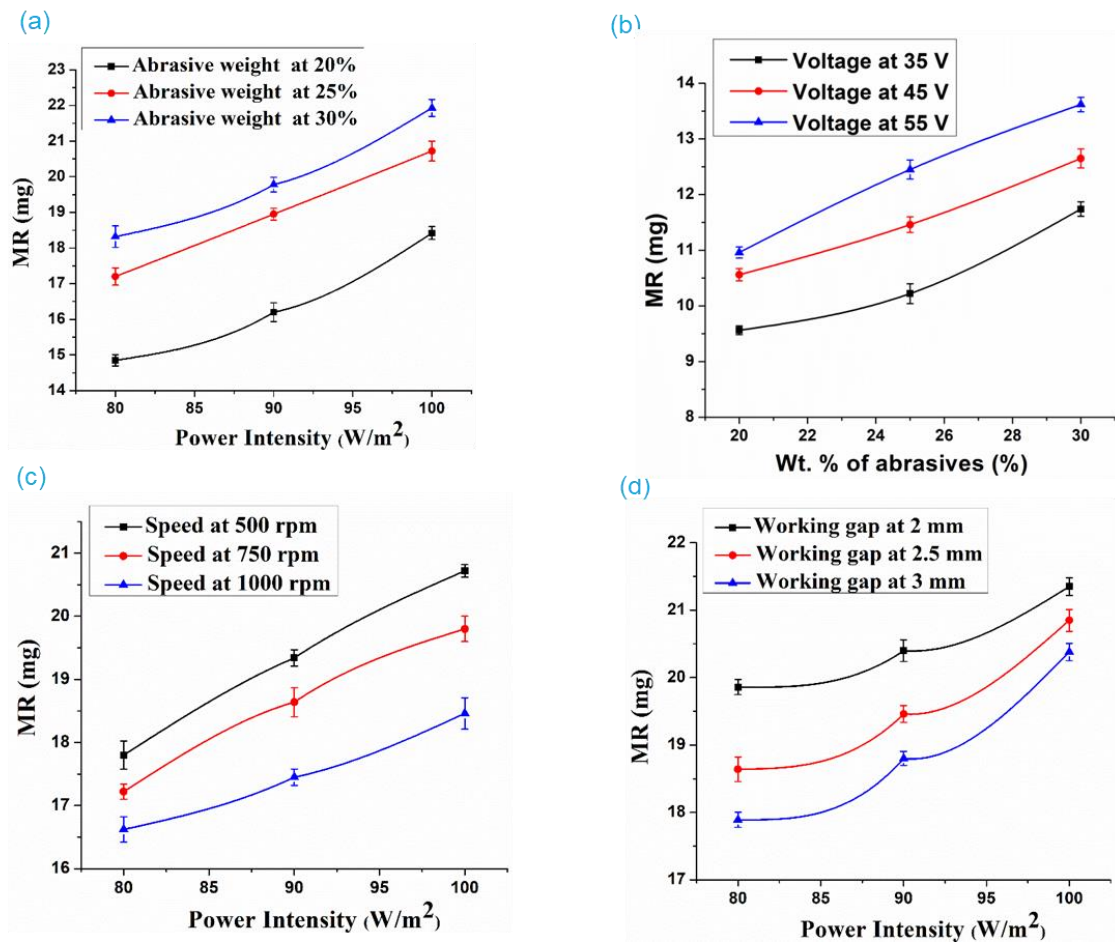 (a)
Abrasive weight at 20%
Abrasive weight at 25%
Abrasive weight at 30%
23
22
21
20
19
18
17
16
15
14
MR (mg)
80 85 90 95 100
Power Intensity (W/m²)
(b)
Voltage at 35 V
Voltage at 45 V
Voltage at 55 V
14
13
12
11
10
9
8
MR (mg)
20 22 24 26 28 30
Wt. % of abrasives (%)
(c)
Speed at 500 rpm
Speed at 750 rpm
Speed at 1000 rpm
21
20
19
18
17
16
MR (mg)
80 85 90 95 100
Power Intensity (W/m²)
(d)
Working gap at 2 mm
Working gap at 2.5 mm
Working gap at 3 mm
22
21
20
19
18
17
MR (mg)
80 85 90 95 100
Power Intensity (W/m²)